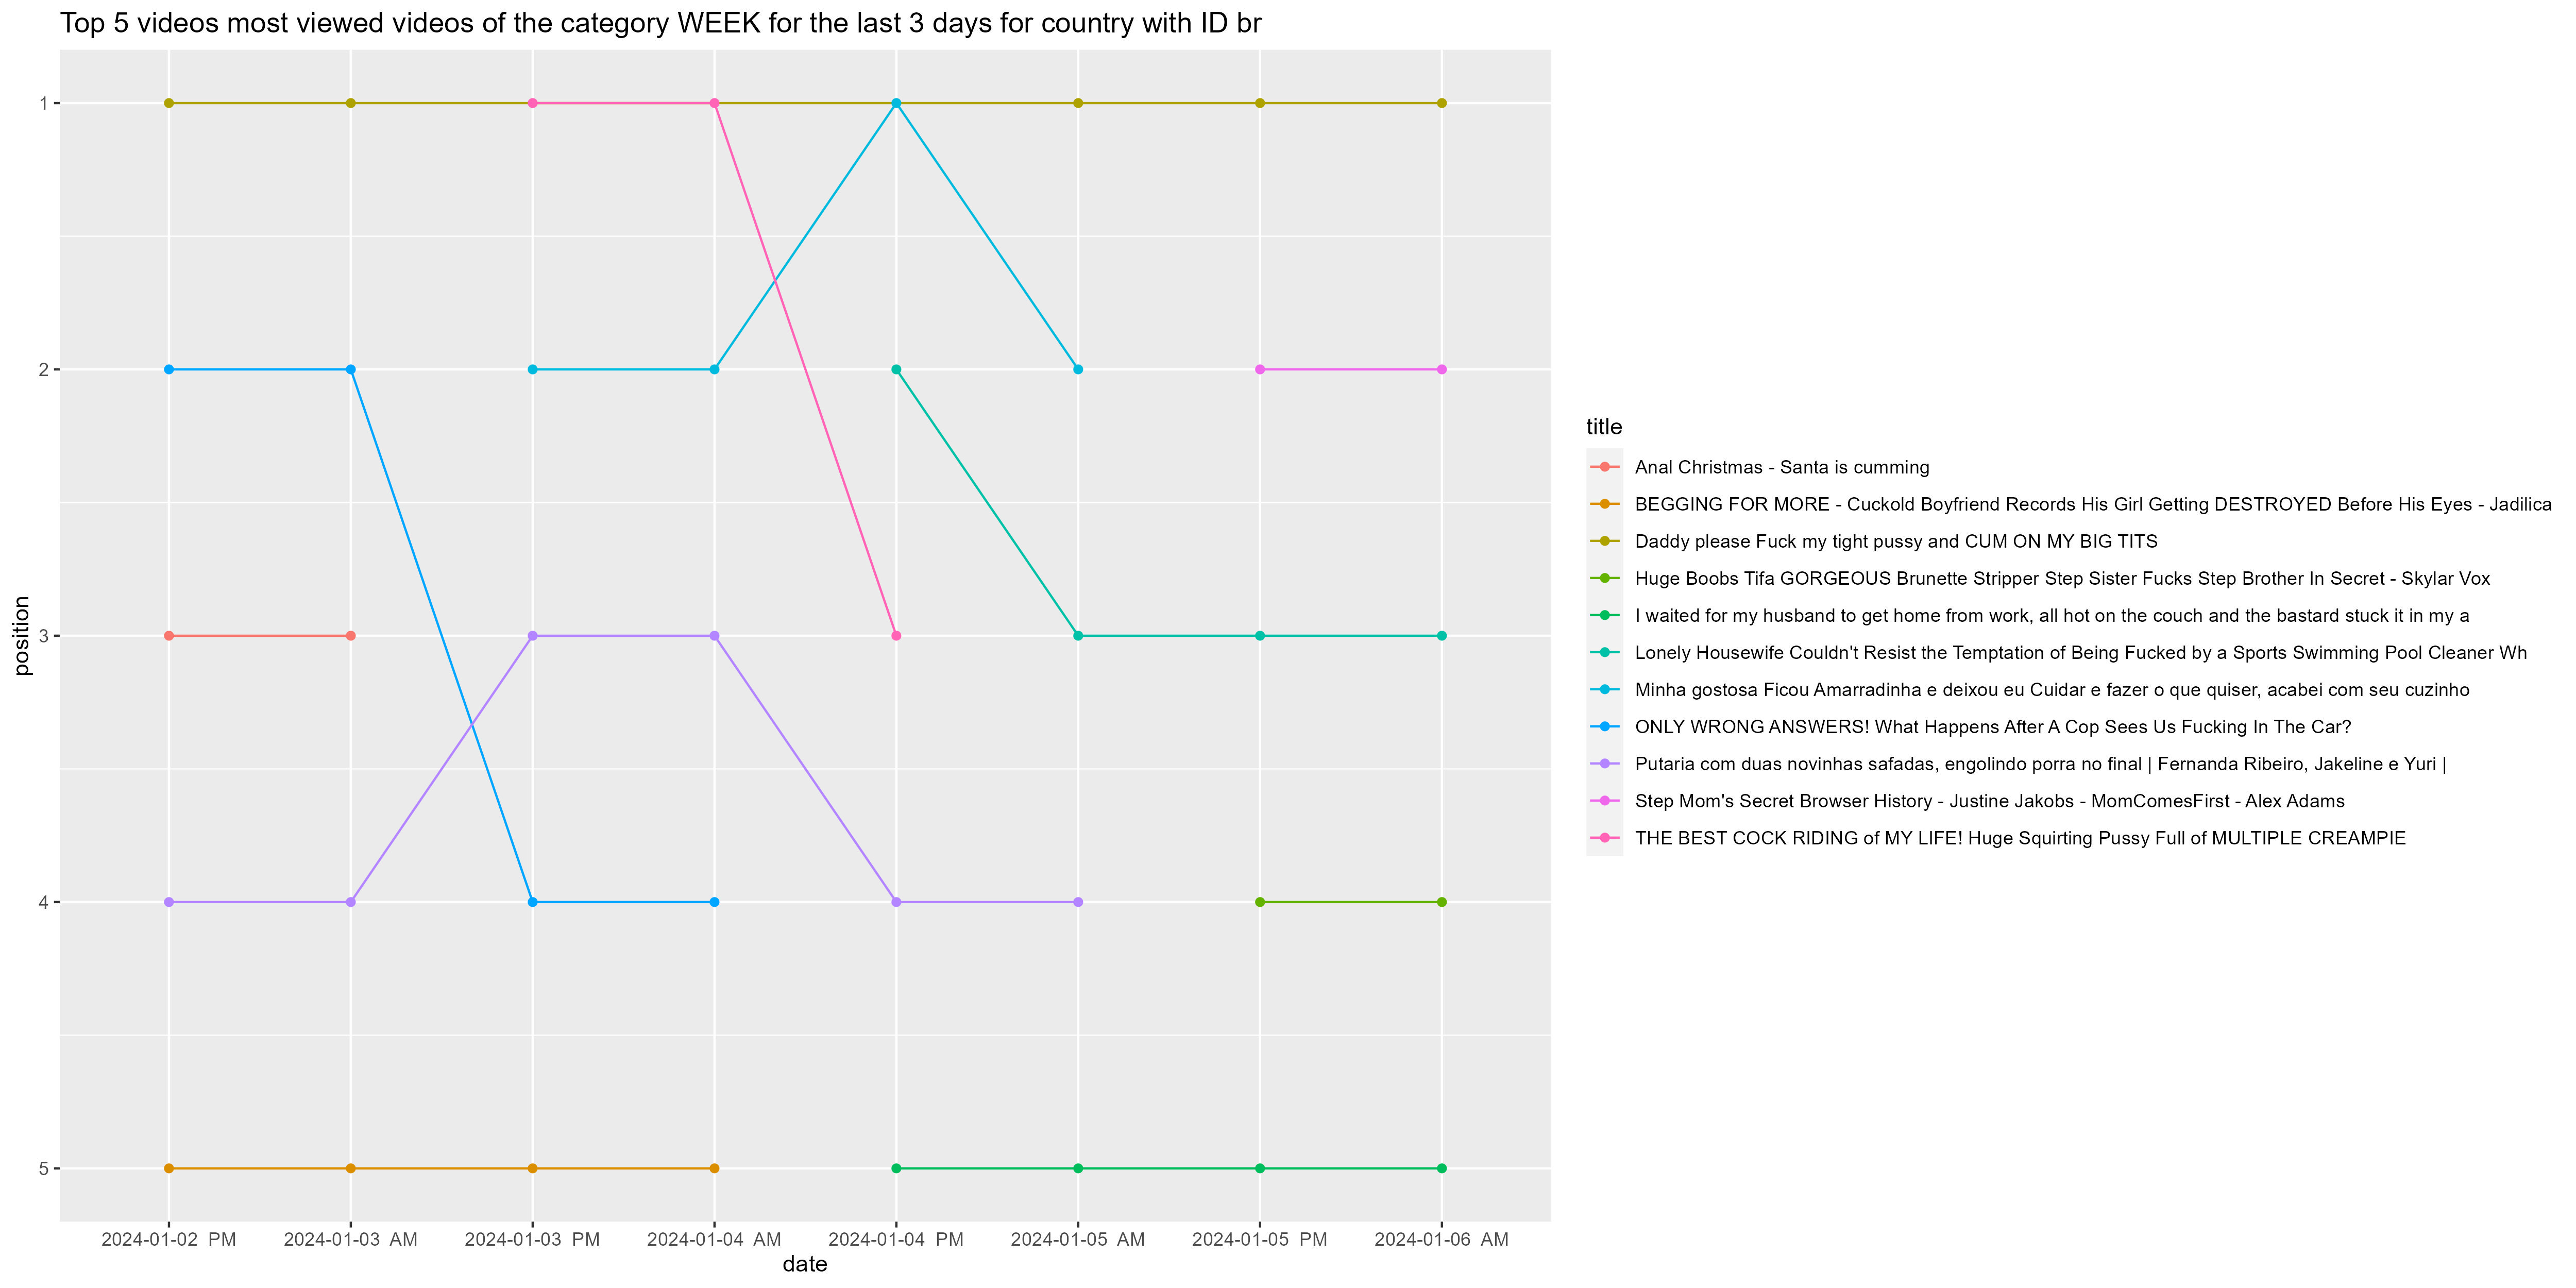 Top 5 videos most viewed videos of the category WEEK for the last 3 days for country with ID br
position
1
2
3
4
5
2024-01-02 PM
2024-01-03 AM
2024-01-03 PM
2024-01-04 AM
2024-01-04 PM
2024-01-05 AM
2024-01-05 PM
2024-01-06 AM
date
title
Anal Christmas - Santa is cumming
BEGGING FOR MORE - Cuckold Boyfriend Records His Girl Getting DESTROYED Before His Eyes - Jadilica
Daddy please Fuck my tight pussy and CUM ON MY BIG TITS
Huge Boobs Tifa GORGEOUS Brunette Stripper Step Sister Fucks Step Brother In Secret - Skylar Vox
I waited for my husband to get home from work, all hot on the couch and the bastard stuck it in my a
Lonely Housewife Couldn't Resist the Temptation of Being Fucked by a Sports Swimming Pool Cleaner Wh
Minha gostosa Ficou Amarradinha e deixou eu Cuidar e fazer o que quiser, acabei com seu cuzinho
ONLY WRONG ANSWERS! What Happens After A Cop Sees Us Fucking In The Car?
Putaria com duas novinhas safadas, engolindo porra no final | Fernanda Ribeiro, Jakeline e Yuri |
Step Mom's Secret Browser History - Justine Jakobs - MomComesFirst - Alex Adams
THE BEST COCK RIDING of MY LIFE! Huge Squirting Pussy Full of MULTIPLE CREAMPIE